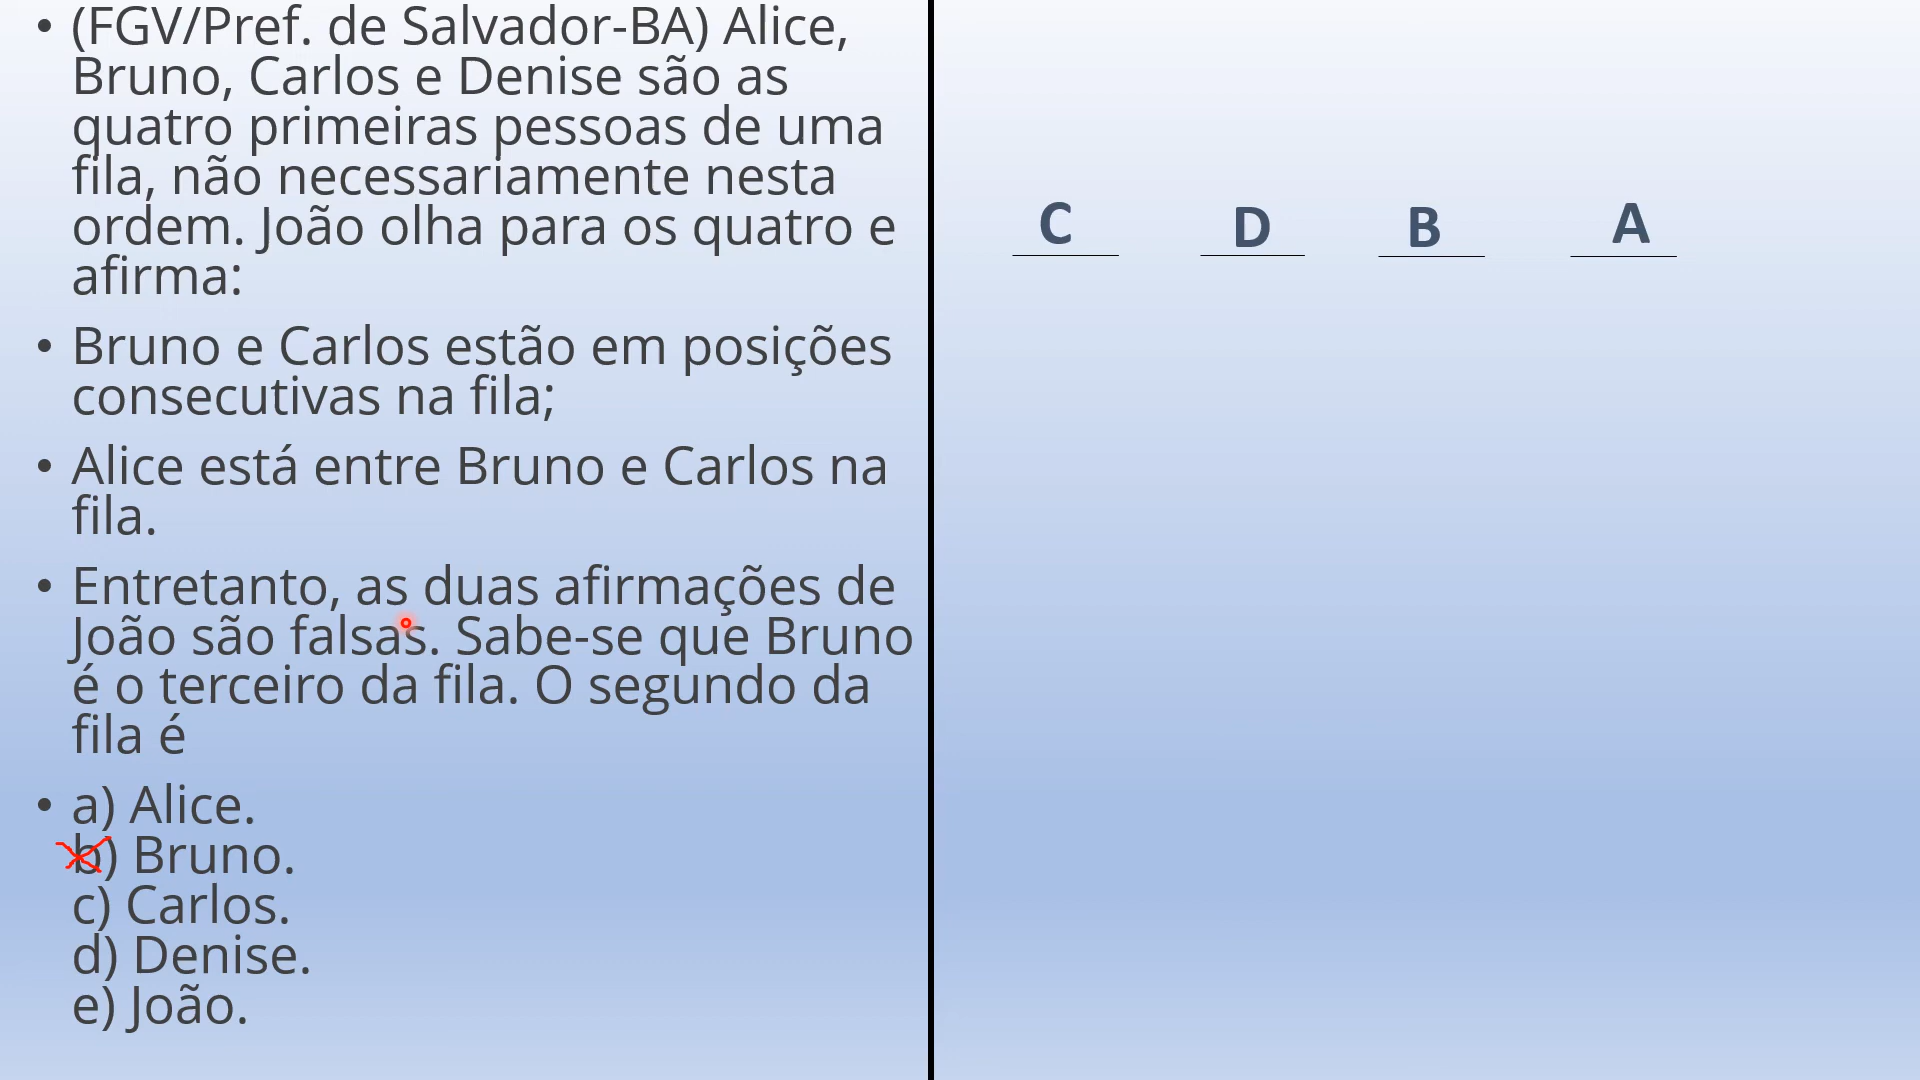 • (FGV/Pref. de Salvador-BA) Alice,
Bruno, Carlos e Denise são as
quatro primeiras pessoas de uma
fila, não necessariamente nesta
ordem. João olha para os quatro e
afirma:
• Bruno e Carlos estão em posições
consecutivas na fila;
• Alice está entre Bruno e Carlos na
fila.
• Entretanto, as duas afirmações de
João são falsas. Sabe-se que Bruno
é o terceiro da fila. O segundo da
fila é
• a) Alice.
b) Bruno.
c) Carlos.
d) Denise.
e) João.
C D B A